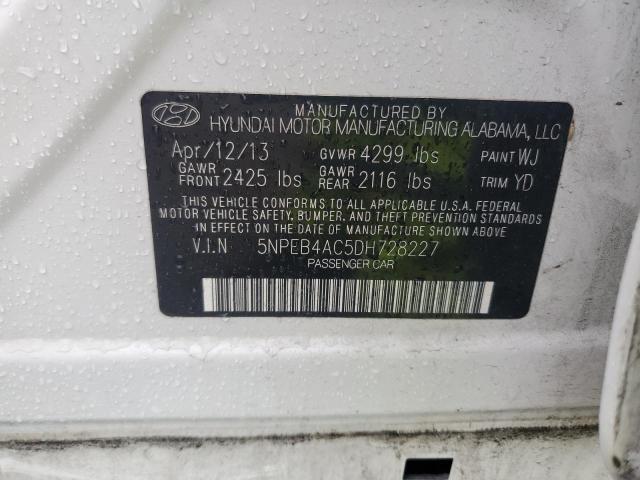 MANUFACTURED BY
HYUNDAI MOTOR MANUFACTURING ALABAMA, LLC
Apr/12/13 GVWR 4299 lbs PAINT WJ
GAWR FRONT 2425 lbs GAWR REAR 2116 lbs TRIM YD
THIS VEHICLE CONFORMS TO ALL APPLICABLE U.S.A. FEDERAL
MOTOR VEHICLE SAFETY, BUMPER, AND THEFT PREVENTION STANDARDS
IN EFFECT ON THE DATE OF MANUFACTURE SHOWN ABOVE.
V.I.N 5NPEB4AC5DH728227
PASSENGER CAR